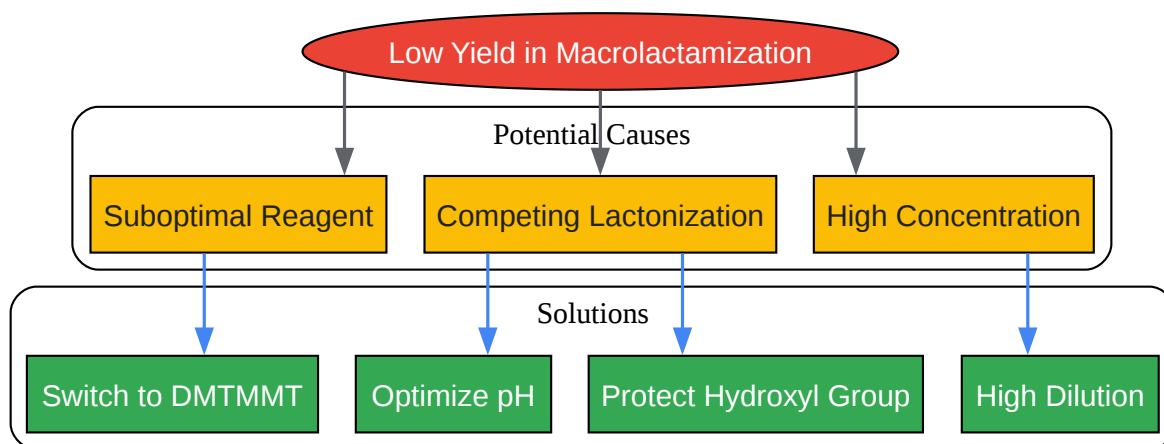 Low Yield in Macrolactamization
Potential Causes
Suboptimal Reagent
Competing Lactonization
High Concentration
Solutions
Switch to DMTMMT
Optimize pH
Protect Hydroxyl Group
High Dilution